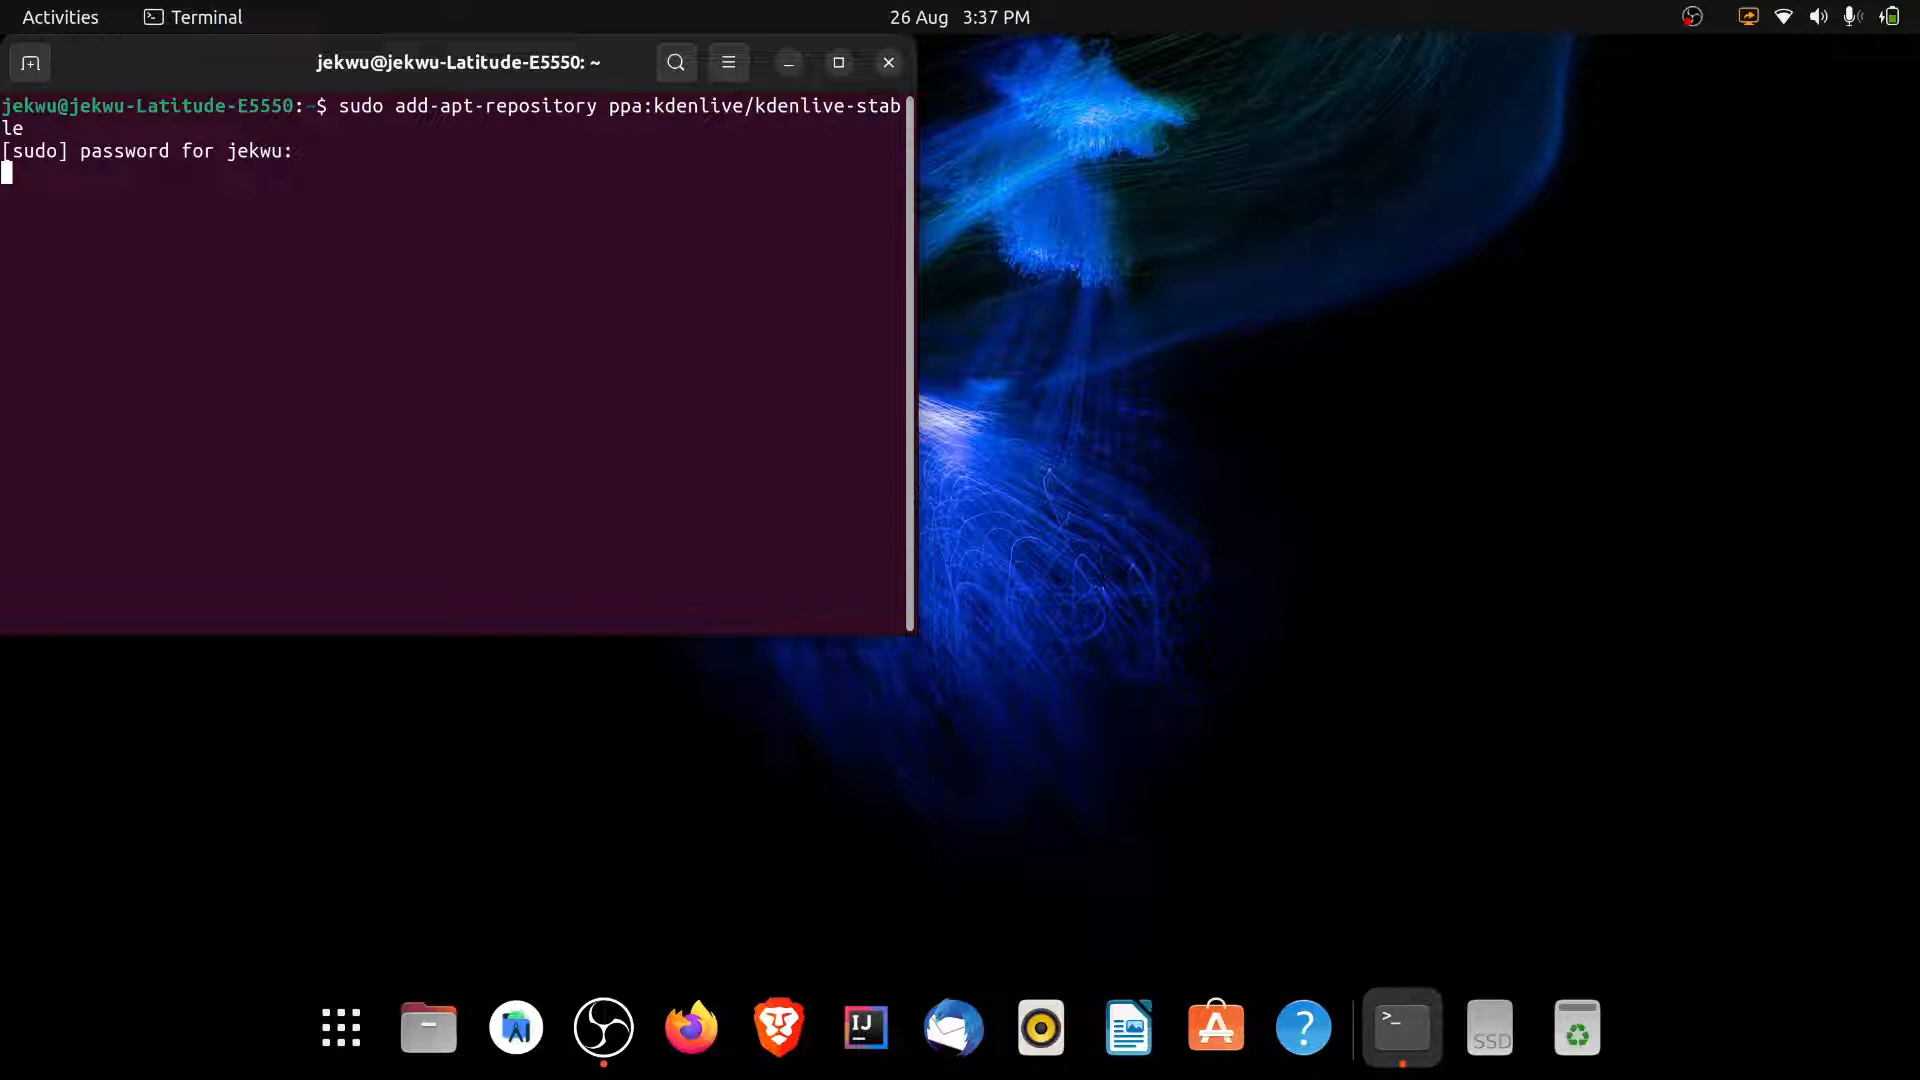 Activities Terminal 26 Aug 3:37 PM
jekwu@jekwu-Latitude-E5550: ~
jekwu@jekwu-Latitude-E5550:~$ sudo add-apt-repository ppa:kdenlive/kdenlive-stab
le
[sudo] password for jekwu:
IJ
>_
SSD